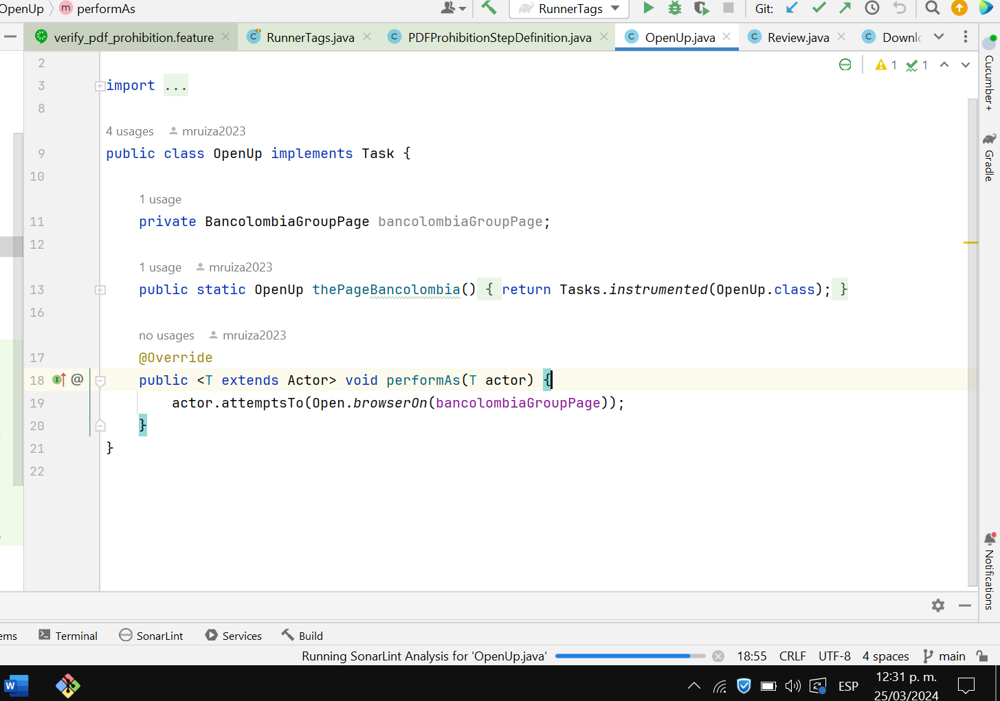 OpenUp performAs RunnerTags Git:
verify_pdf_prohibition.feature RunnerTags.java PDFProhibitionStepDefinition.java OpenUp.java Review.java
1 1
2
3 import ...
8
4 usages mruiza2023
9 public class OpenUp implements Task {
10
1 usage
11 private BancolombiaGroupPage bancolombiaGroupPage;
12
1 usage mruiza2023
13 public static OpenUp thePageBancolombia() { return Tasks.instrumented(OpenUp.class); }
16
no usages mruiza2023
17 @Override
18 @ public <T extends Actor> void performAs(T actor) {
19 actor.attemptsTo(Open.browserOn(bancolombiaGroupPage));
20 }
21 }
22
Cucumber+
Gradle
Notifications
ems Terminal SonarLint Services Build
Running SonarLint Analysis for 'OpenUp.java' 18:55 CRLF UTF-8 4 spaces main
W ESP 12:31 p. m.
25/03/2024